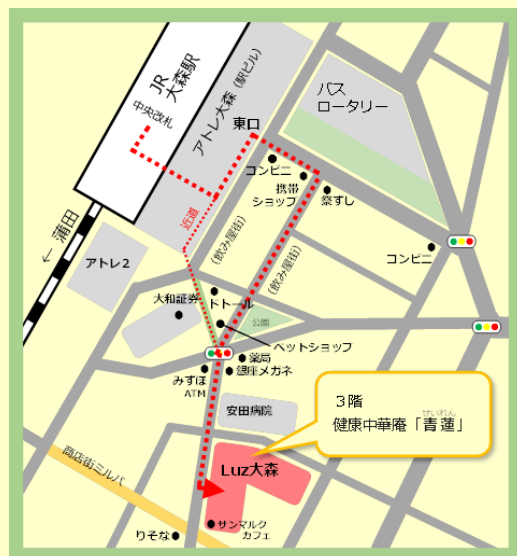 JR
大森駅
中央改札
アトレ大森（駅ビル）
東口
バス
ロータリー
コンビニ
携帯
ショップ
祭ずし
近道
（飲み屋街）
（飲み屋街）
コンビニ
← 蒲田
アトレ２
大和証券
ドトール
公園
ペットショップ
薬局
銀座メガネ
みずほ
ATM
安田病院
３階
せいれん
健康中華庵「青蓮」
商店街ミルパ
Luz大森
サンマルク
カフェ
りそな